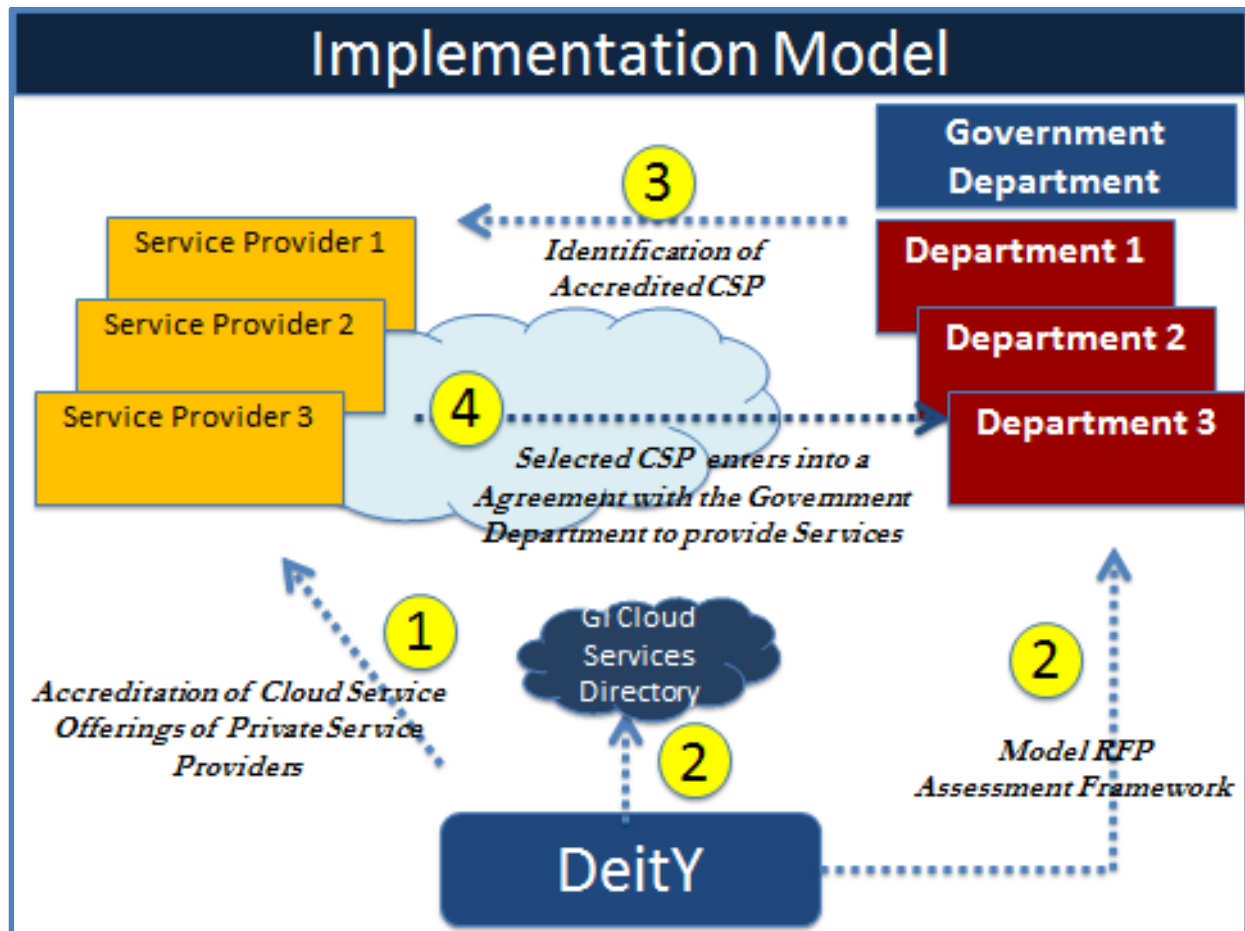 Implementation Model
Government
Department
3
Service Provider 1
Identification of
Accredited CSP
Department 1
Service Provider 2
Department 2
Service Provider 3
4
Department 3
Selected CSP enters into a
Agreement with the Government
Department to provide Services
1
GI Cloud
Services
Directory
2
Accreditation of Cloud Service
Offerings of Private Service
Providers
2
Model RFP
Assessment Framework
DeitY